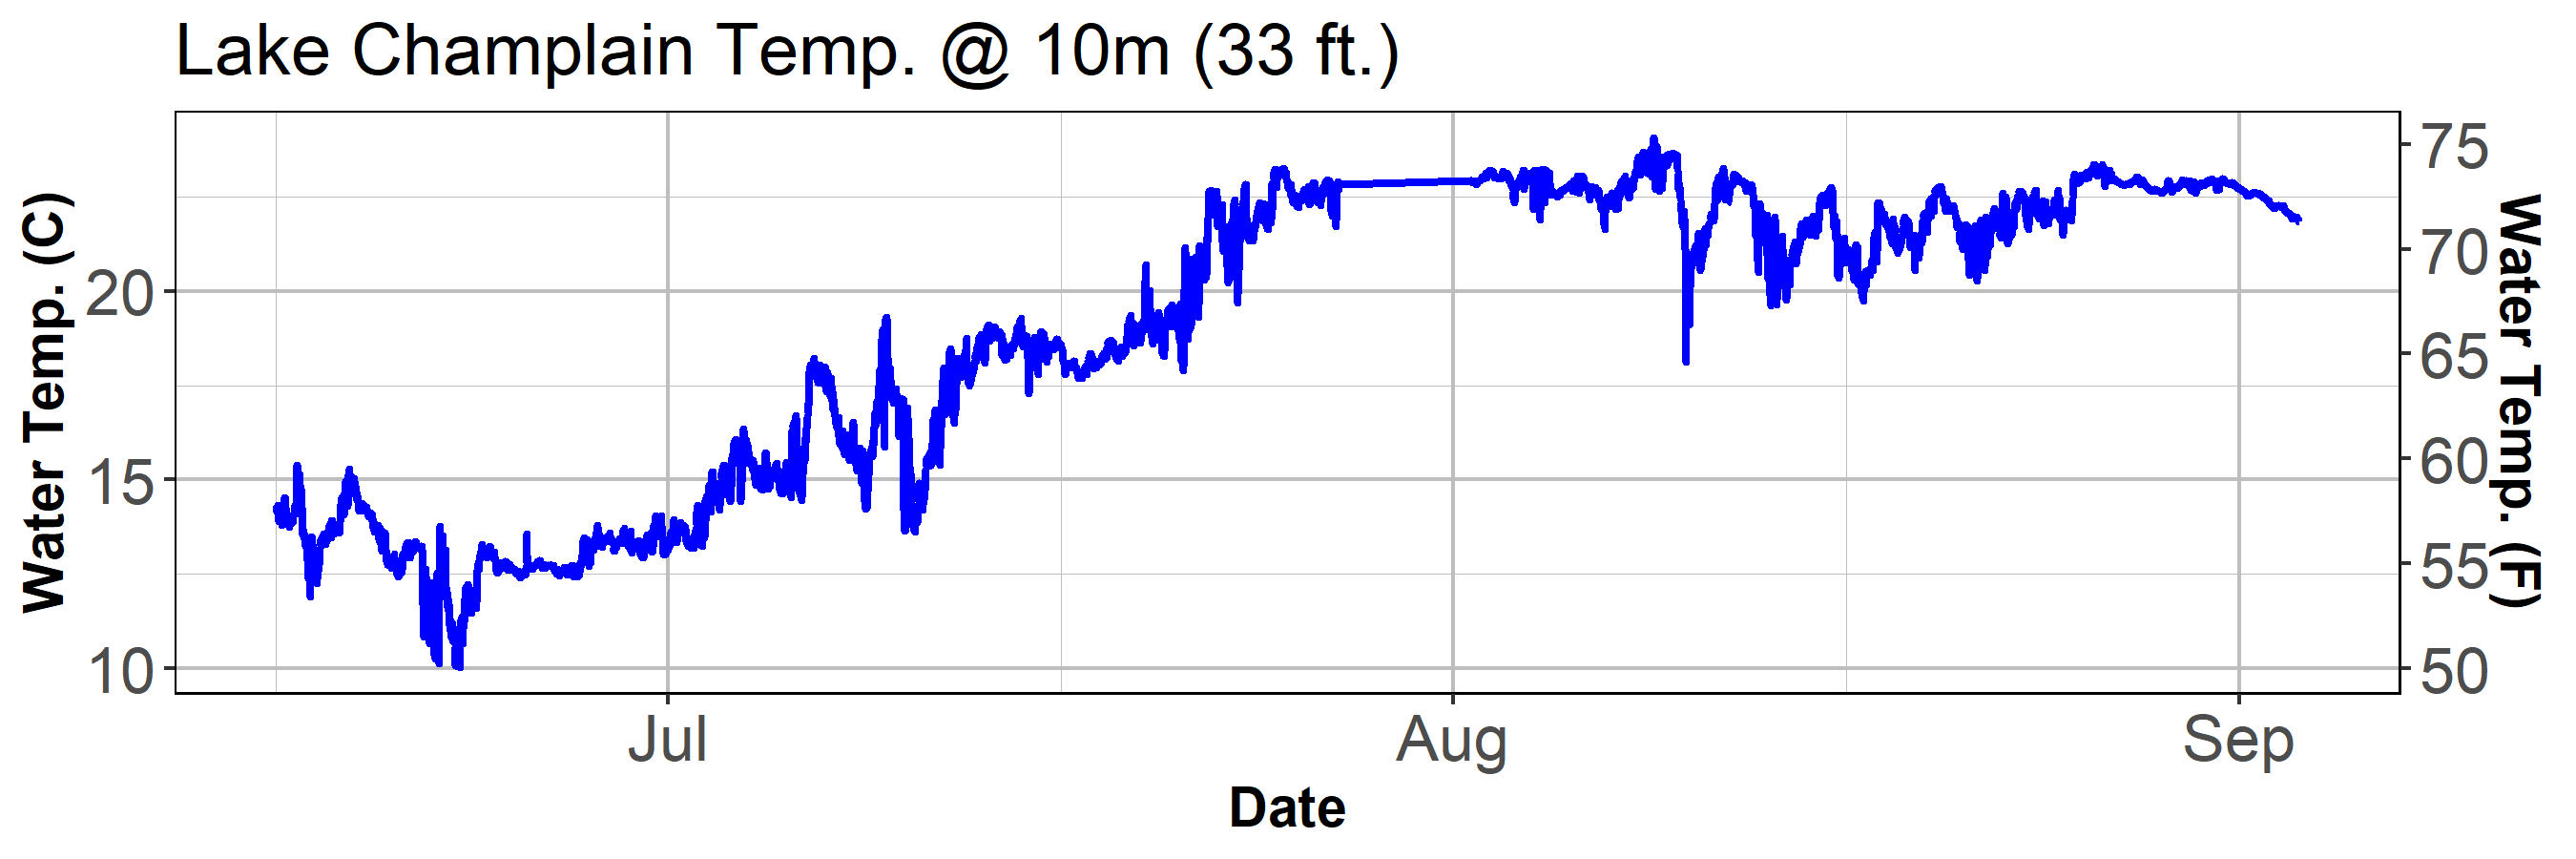 Lake Champlain Temp. @ 10m (33 ft.)
Water Temp. (C)
20
15
10
75
70
65
60
55
50
Water Temp. (F)
Jul
Aug
Sep
Date